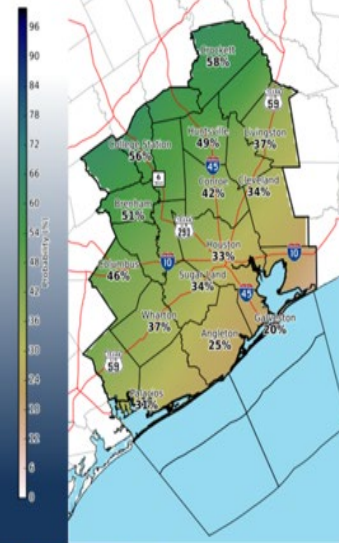 96
90
84
78
72
66
60
54
48
42
36
30
24
18
12
6
0
Crockett
58%
59
Huntsville
49%
Livingston
37%
College Station
56%
45
6
Conroe
42%
Cleveland
34%
Brenham
51%
290
Houston
33%
10
Columbus
46%
10
Sugar Land
34%
45
Galveston
20%
Wharton
37%
Angleton
25%
59
Palacios
31%